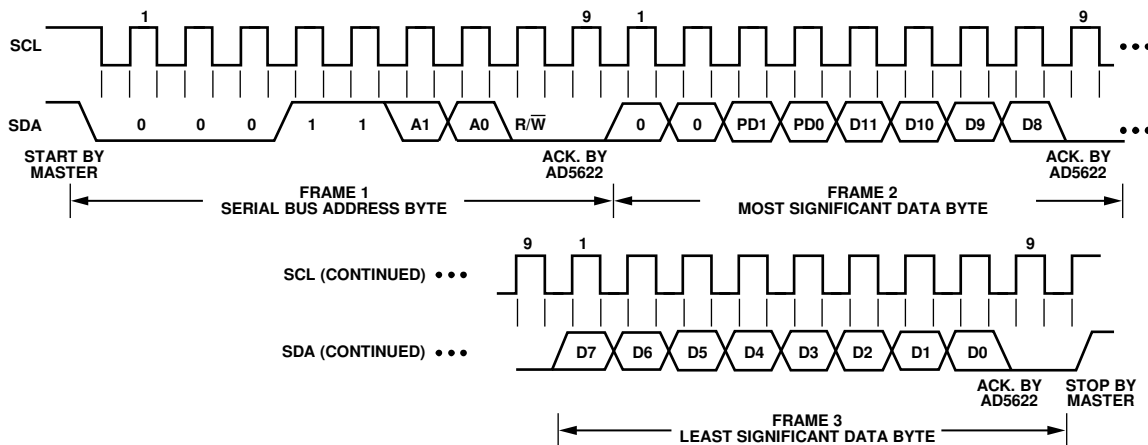 1 9 1 9
SCL •••
SDA 0 0 0 1 1 A1 A0 R/W̅ 0 0 PD1 PD0 D11 D10 D9 D8 •••
START BY MASTER
ACK. BY AD5622
ACK. BY AD5622
FRAME 1
SERIAL BUS ADDRESS BYTE
FRAME 2
MOST SIGNIFICANT DATA BYTE
9 1 9
SCL (CONTINUED) •••
SDA (CONTINUED) ••• D7 D6 D5 D4 D3 D2 D1 D0
ACK. BY AD5622
STOP BY MASTER
FRAME 3
LEAST SIGNIFICANT DATA BYTE